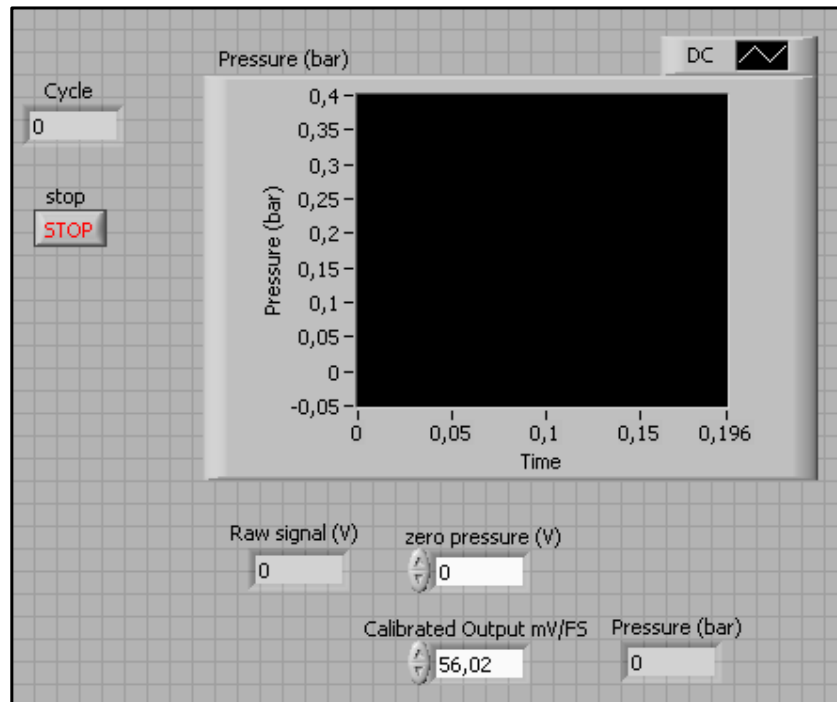 Pressure (bar)
DC
Cycle
0
stop
STOP
Pressure (bar)
0,4
0,35
0,3
0,25
0,2
0,15
0,1
0,05
0
-0,05
0 0,05 0,1 0,15 0,196
Time
Raw signal (V)
0
zero pressure (V)
0
Calibrated Output mV/FS
56,02
Pressure (bar)
0